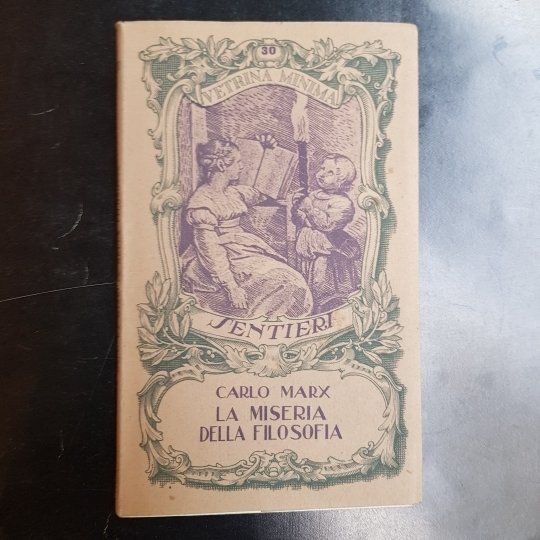 30
VETRINA MINIMA
SENTIERI
CARLO MARX
LA MISERIA
DELLA FILOSOFIA